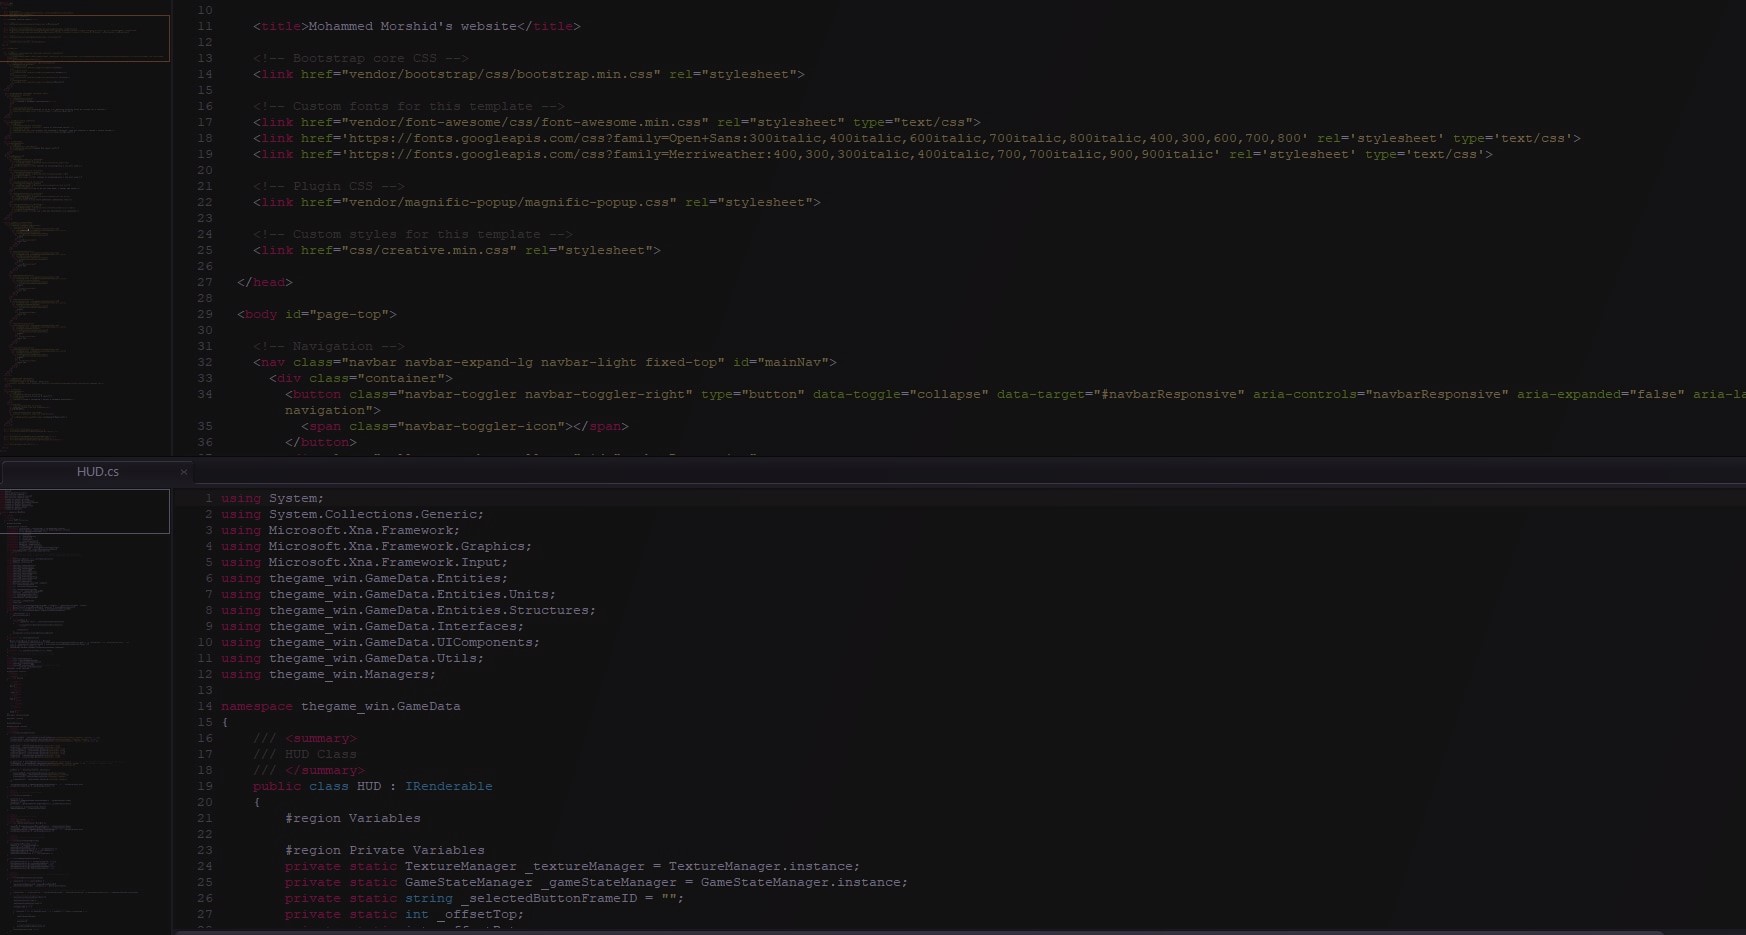 10
11 <title>Mohammed Morshid's website</title>
12
13 <!-- Bootstrap core CSS -->
14 <link href="vendor/bootstrap/css/bootstrap.min.css" rel="stylesheet">
15
16 <!-- Custom fonts for this template -->
17 <link href="vendor/font-awesome/css/font-awesome.min.css" rel="stylesheet" type="text/css">
18 <link href='https://fonts.googleapis.com/css?family=Open+Sans:300italic,400italic,600italic,700italic,800italic,400,300,600,700,800' rel='stylesheet' type='text/css'>
19 <link href='https://fonts.googleapis.com/css?family=Merriweather:400,300,300italic,400italic,700,700italic,900,900italic' rel='stylesheet' type='text/css'>
20
21 <!-- Plugin CSS -->
22 <link href="vendor/magnific-popup/magnific-popup.css" rel="stylesheet">
23
24 <!-- Custom styles for this template -->
25 <link href="css/creative.min.css" rel="stylesheet">
26
27 </head>
28
29 <body id="page-top">
30
31 <!-- Navigation -->
32 <nav class="navbar navbar-expand-lg navbar-light fixed-top" id="mainNav">
33 <div class="container">
34 <button class="navbar-toggler navbar-toggler-right" type="button" data-toggle="collapse" data-target="#navbarResponsive" aria-controls="navbarResponsive" aria-expanded="false" aria-la
navigation">
35 <span class="navbar-toggler-icon"></span>
36 </button>
HUD.cs ×
1 using System;
2 using System.Collections.Generic;
3 using Microsoft.Xna.Framework;
4 using Microsoft.Xna.Framework.Graphics;
5 using Microsoft.Xna.Framework.Input;
6 using thegame_win.GameData.Entities;
7 using thegame_win.GameData.Entities.Units;
8 using thegame_win.GameData.Entities.Structures;
9 using thegame_win.GameData.Interfaces;
10 using thegame_win.GameData.UIComponents;
11 using thegame_win.GameData.Utils;
12 using thegame_win.Managers;
13
14 namespace thegame_win.GameData
15 {
16 /// <summary>
17 /// HUD Class
18 /// </summary>
19 public class HUD : IRenderable
20 {
21 #region Variables
22
23 #region Private Variables
24 private static TextureManager _textureManager = TextureManager.instance;
25 private static GameStateManager _gameStateManager = GameStateManager.instance;
26 private static string _selectedButtonFrameID = "";
27 private static int _offsetTop;